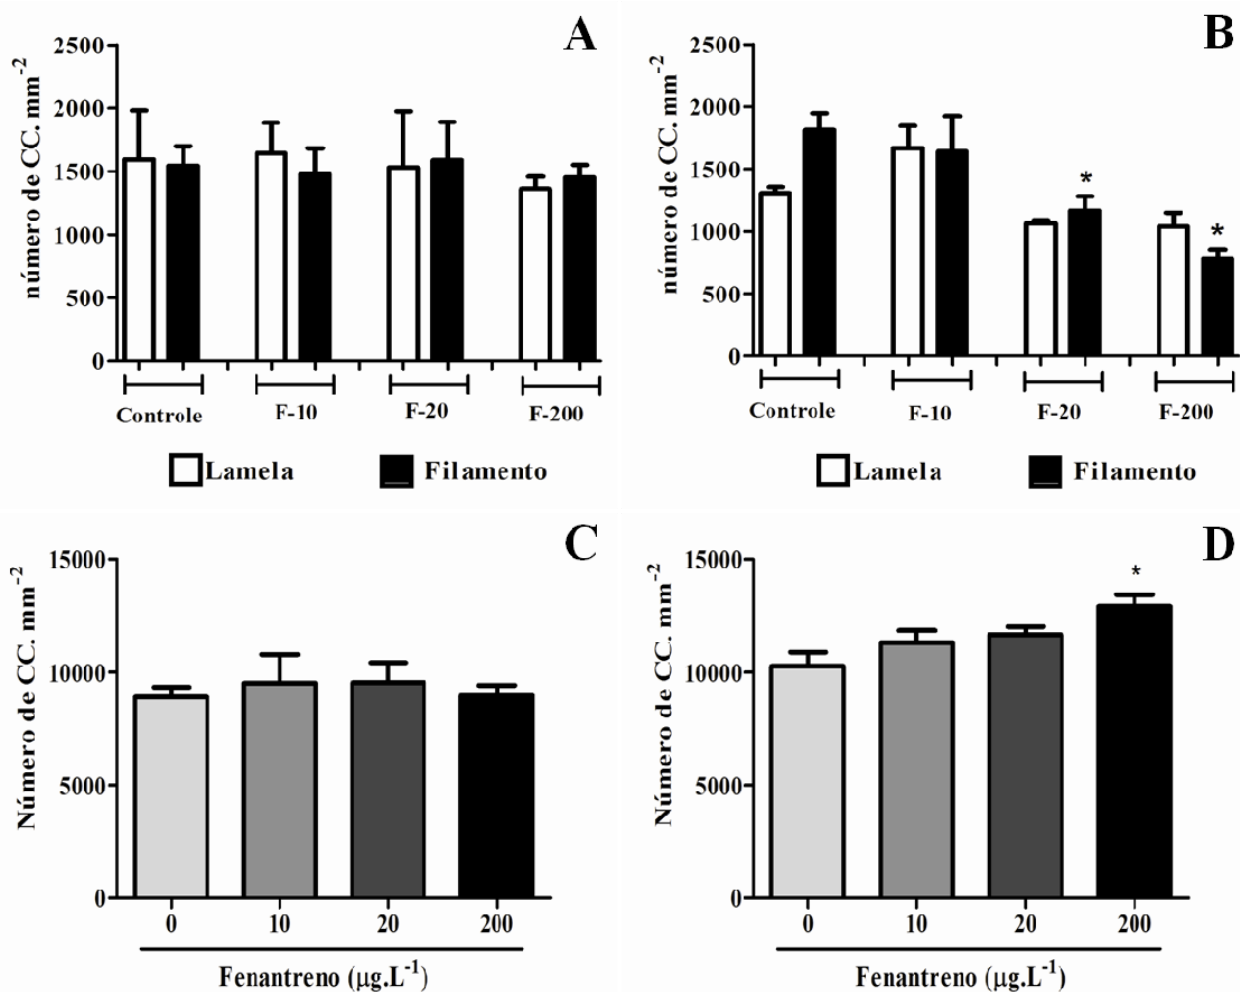 A
número de CC. mm⁻²
2500
2000
1500
1000
500
0
Controle F-10 F-20 F-200
Lamela Filamento
B
número de CC. mm⁻²
2500
2000
1500
1000
500
0
* *
Controle F-10 F-20 F-200
Lamela Filamento
C
Número de CC. mm⁻²
15000
10000
5000
0
0 10 20 200
Fenantreno (μg.L⁻¹)
D
Número de CC. mm⁻²
15000
10000
5000
0
*
0 10 20 200
Fenantreno (μg.L⁻¹)